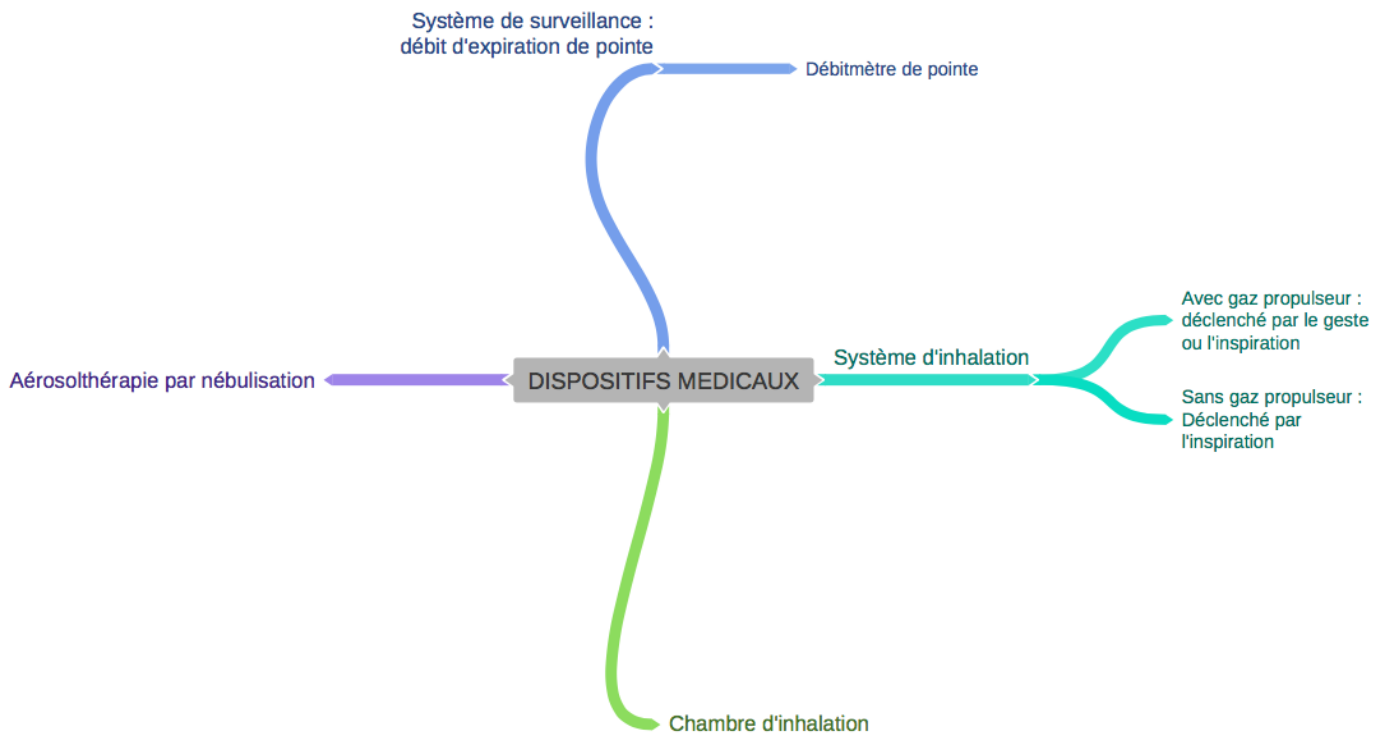 Système de surveillance :
débit d'expiration de pointe
Débitmètre de pointe
Avec gaz propulseur :
déclenché par le geste
ou l'inspiration
Système d'inhalation
Aérosolthérapie par nébulisation
DISPOSITIFS MEDICAUX
Sans gaz propulseur :
Déclenché par
l'inspiration
Chambre d'inhalation